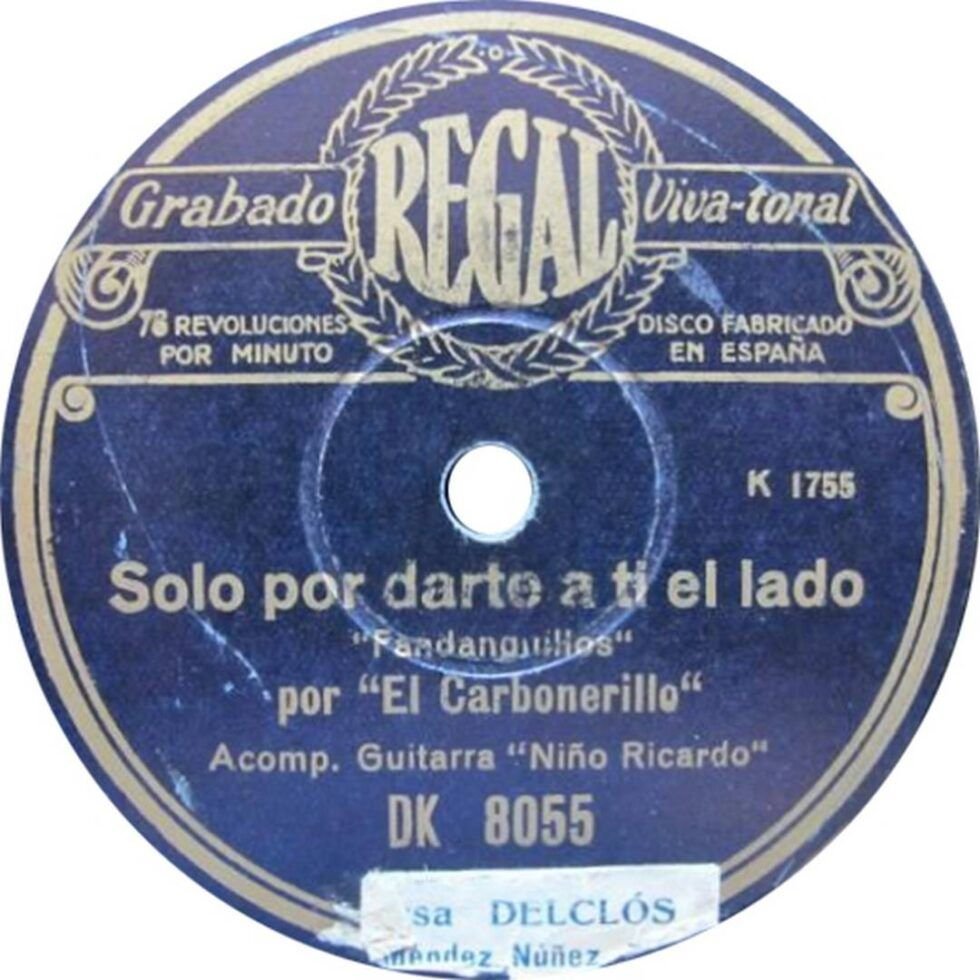 REGAL
Grabado Viva-tonal
78 REVOLUCIONES POR MINUTO
DISCO FABRICADO EN ESPAÑA
K 1755
Solo por darte a ti el lado
"Fandanguillos"
por "El Carbonerillo"
Acomp. Guitarra "Niño Ricardo"
DK 8055
DELCLÓS
Méndez Núñez